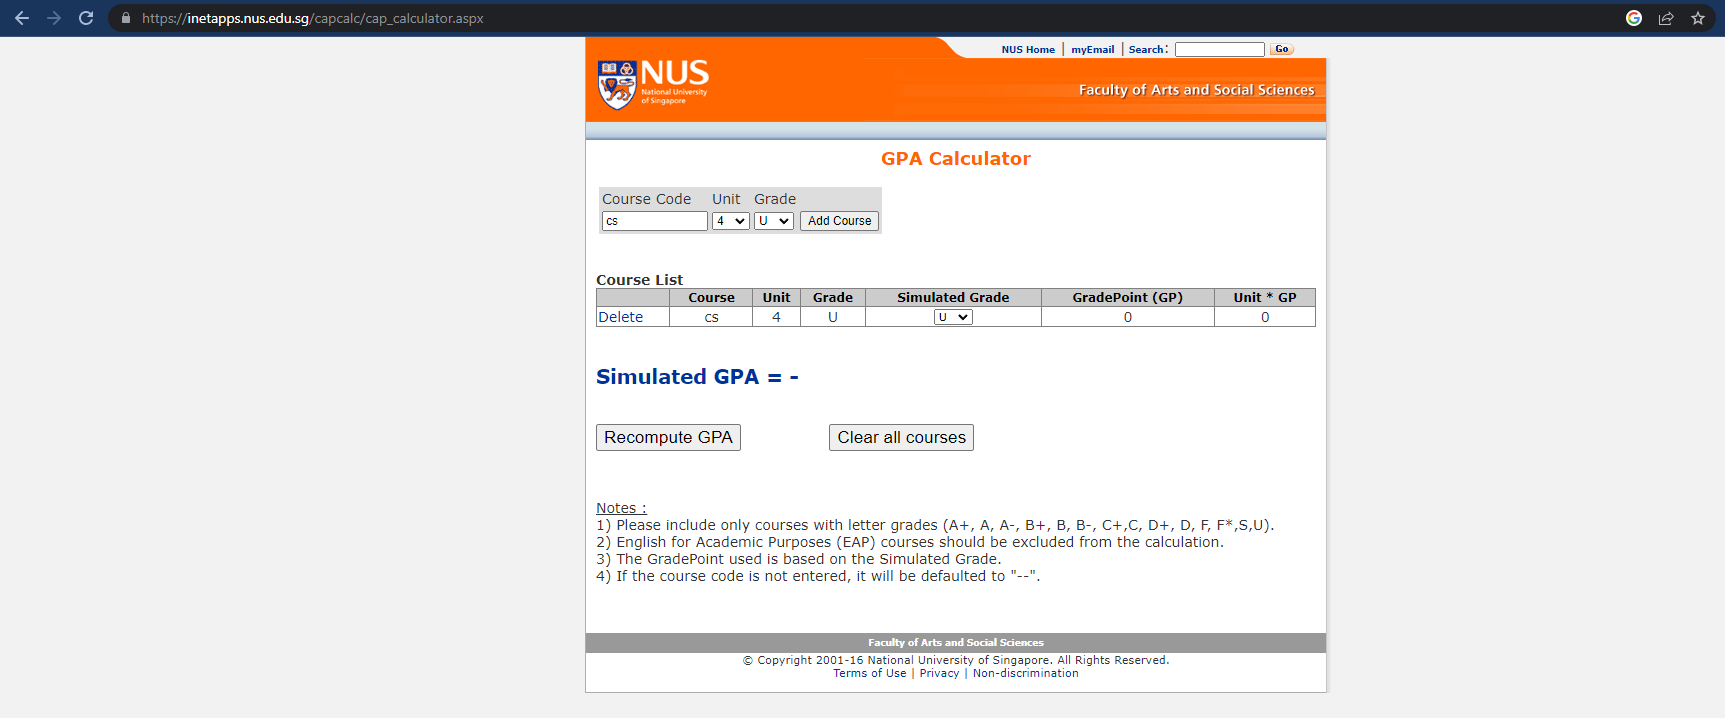 https://inetapps.nus.edu.sg/capcalc/cap_calculator.aspx
NUS Home | myEmail | Search: Go
NUS
National University
of Singapore
Faculty of Arts and Social Sciences
GPA Calculator
Course Code Unit Grade
cs 4 U Add Course
Course List
Course Unit Grade Simulated Grade GradePoint (GP) Unit * GP
Delete cs 4 U U 0 0
Simulated GPA = -
Recompute GPA Clear all courses
Notes :
1) Please include only courses with letter grades (A+, A, A-, B+, B, B-, C+,C, D+, D, F, F*,S,U).
2) English for Academic Purposes (EAP) courses should be excluded from the calculation.
3) The GradePoint used is based on the Simulated Grade.
4) If the course code is not entered, it will be defaulted to "--".
Faculty of Arts and Social Sciences
© Copyright 2001-16 National University of Singapore. All Rights Reserved.
Terms of Use | Privacy | Non-discrimination